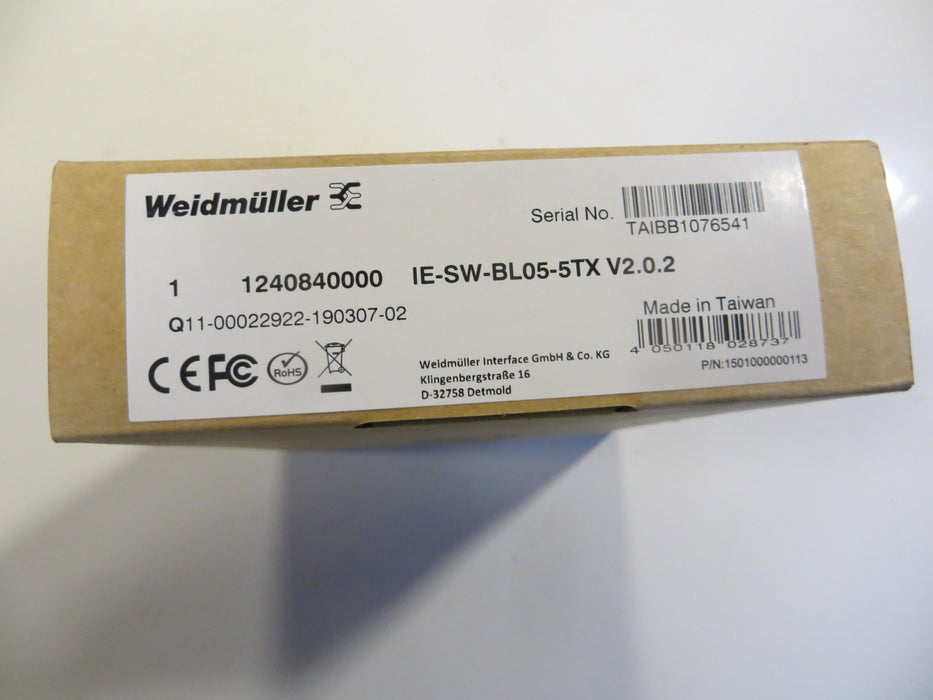 Weidmüller
Serial No.
TAIBB1076541
1 1240840000 IE-SW-BL05-5TX V2.0.2
Q11-00022922-190307-02
Made in Taiwan
4 050118 028737
P/N:1501000000113
CE FC RoHS
Weidmüller Interface GmbH & Co. KG
Klingenbergstraße 16
D-32758 Detmold